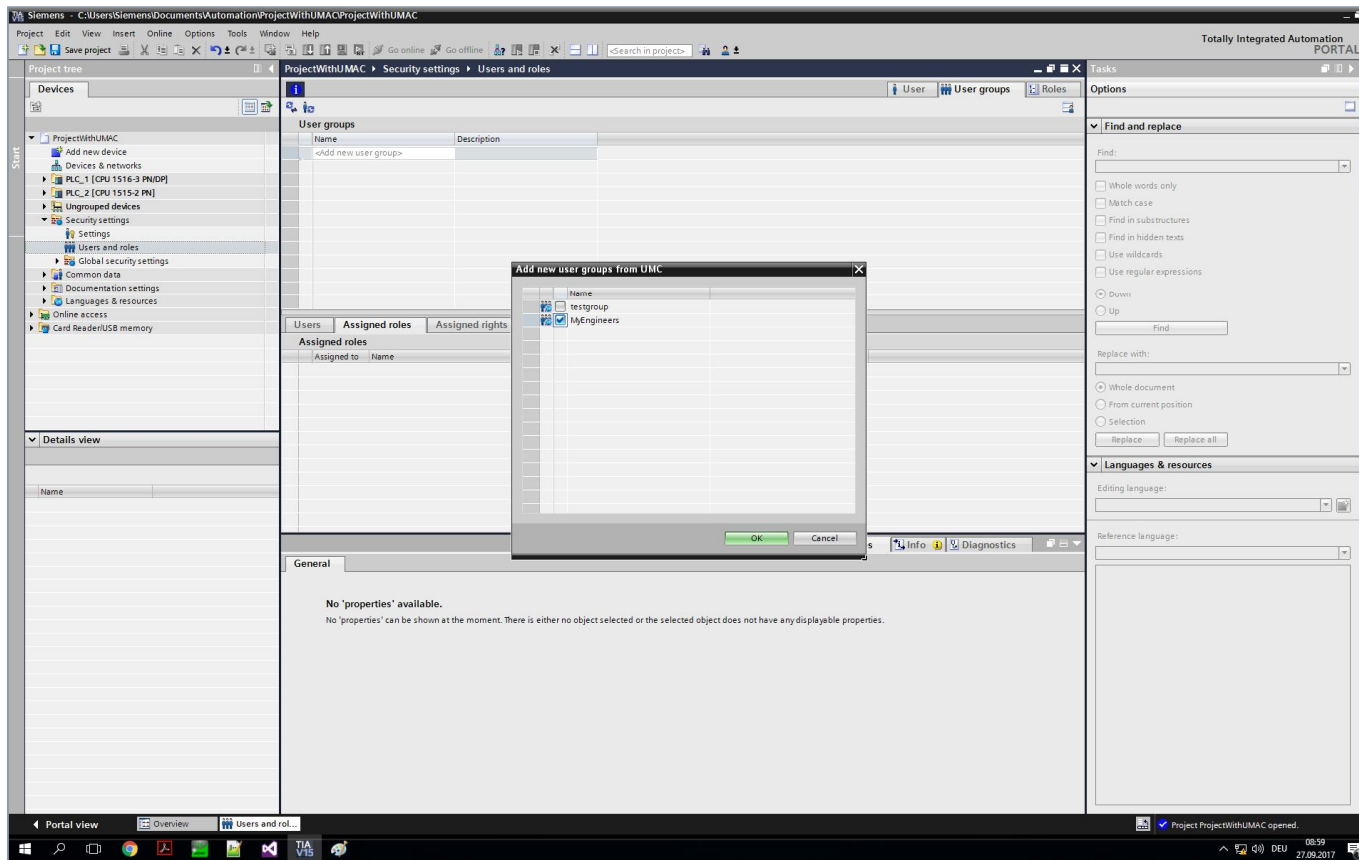 Siemens - C:\Users\Siemens\Documents\Automation\ProjectWithUMAC\ProjectWithUMAC
Project Edit View Insert Online Options Tools Window Help
Save project Go online Go offline <Search in project>
Totally Integrated Automation
PORTAL
Project tree
Devices
Start
ProjectWithUMAC
Add new device
Devices & networks
PLC_1 [CPU 1516-3 PN/DP]
PLC_2 [CPU 1515-2 PN]
Ungrouped devices
Security settings
Settings
Users and roles
Global security settings
Common data
Documentation settings
Languages & resources
Online access
Card Reader/USB memory
Details view
Name
ProjectWithUMAC Security settings Users and roles
User User groups Roles
User groups
Name Description
<Add new user group>
Users Assigned roles Assigned rights
Assigned roles
Assigned to Name
Add new user groups from UMC
Name
testgroup
MyEngineers
OK Cancel
s Info Diagnostics
General
No 'properties' available.
No 'properties' can be shown at the moment. There is either no object selected or the selected object does not have any displayable properties.
Tasks
Options
Find and replace
Find:
Whole words only
Match case
Find in substructures
Find in hidden texts
Use wildcards
Use regular expressions
Down
Up
Find
Replace with:
Whole document
From current position
Selection
Replace Replace all
Languages & resources
Editing language:
Reference language:
Portal view Overview Users and rol...
Project ProjectWithUMAC opened.
TIA V15
DEU 08:59
27.09.2017